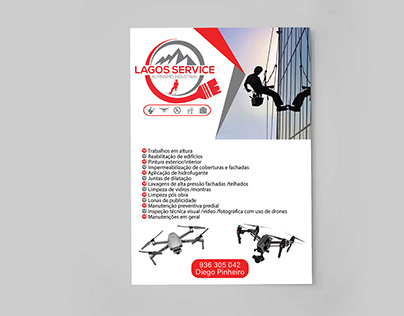 LAGOS SERVICE
ALPINISMO INDUSTRIAL
Trabalhos em altura
Reabilitação de edifícios
Pintura exterior/interior
Impermeabilização de coberturas e fachadas
Aplicação de hidrofugante
Juntas de dilatação
Lavagens de alta pressão fachadas /telhados
Limpeza de vidros /montras
Limpeza pós obra
Lonas de publicidade
Manutenção preventiva predial
Inspeção técnica visual /vídeo /fotográfica com uso de drones
Manutenções em geral
936 305 042
Diego Pinheiro